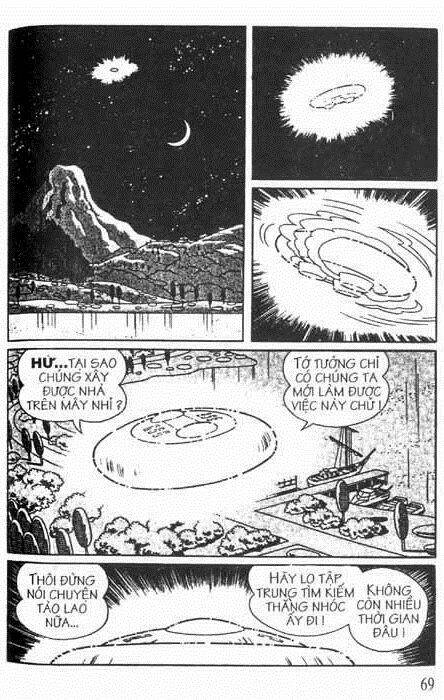 HỨ...TẠI SAO
CHÚNG XÂY
ĐƯỢC NHÀ
TRÊN MÂY NHỈ?
TỚ TƯỞNG CHỈ
CÓ CHÚNG TA
MỚI LÀM ĐƯỢC
VIỆC NÀY CHỨ!
THÔI ĐỪNG
NÓI CHUYỆN
TÀO LAO
NỮA...
HÃY LO TẬP
TRUNG TÌM KIẾM
THẰNG NHÓC
ẤY ĐI!
KHÔNG
CÒN NHIỀU
THỜI GIAN
ĐÂU!
69